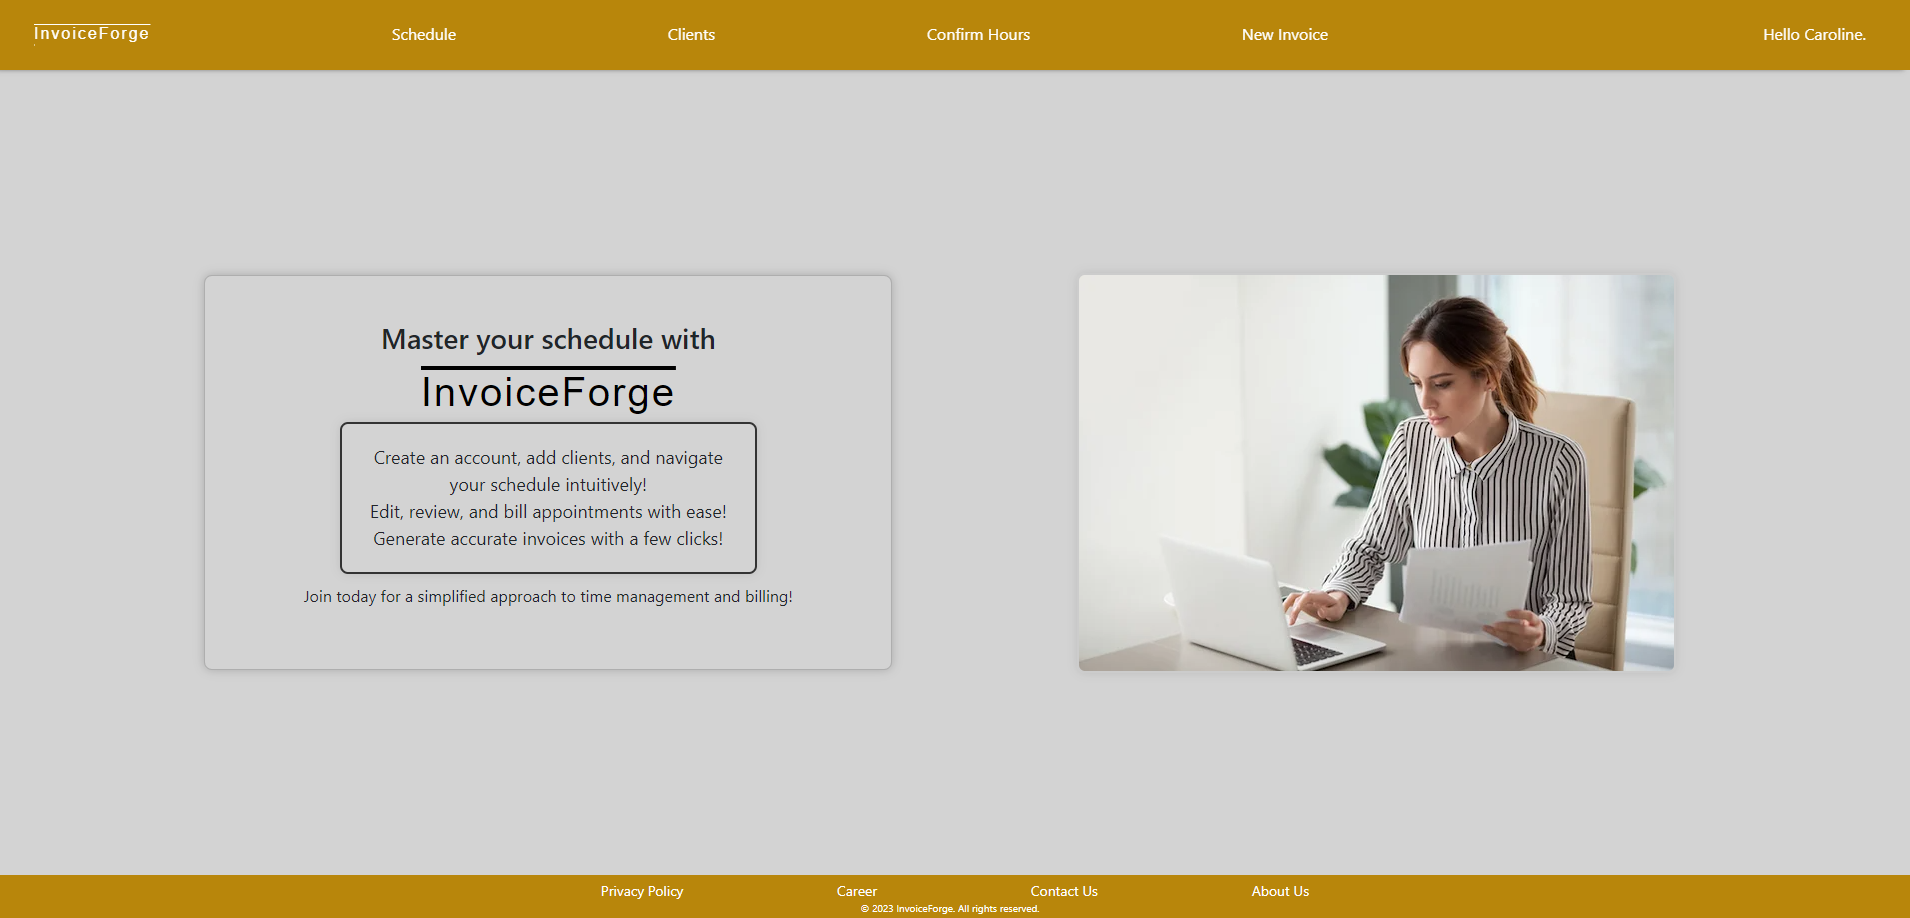 InvoiceForge
Schedule
Clients
Confirm Hours
New Invoice
Hello Caroline.
Master your schedule with
InvoiceForge
Create an account, add clients, and navigate
your schedule intuitively!
Edit, review, and bill appointments with ease!
Generate accurate invoices with a few clicks!
Join today for a simplified approach to time management and billing!
Privacy Policy
Career
Contact Us
About Us
© 2023 InvoiceForge. All rights reserved.